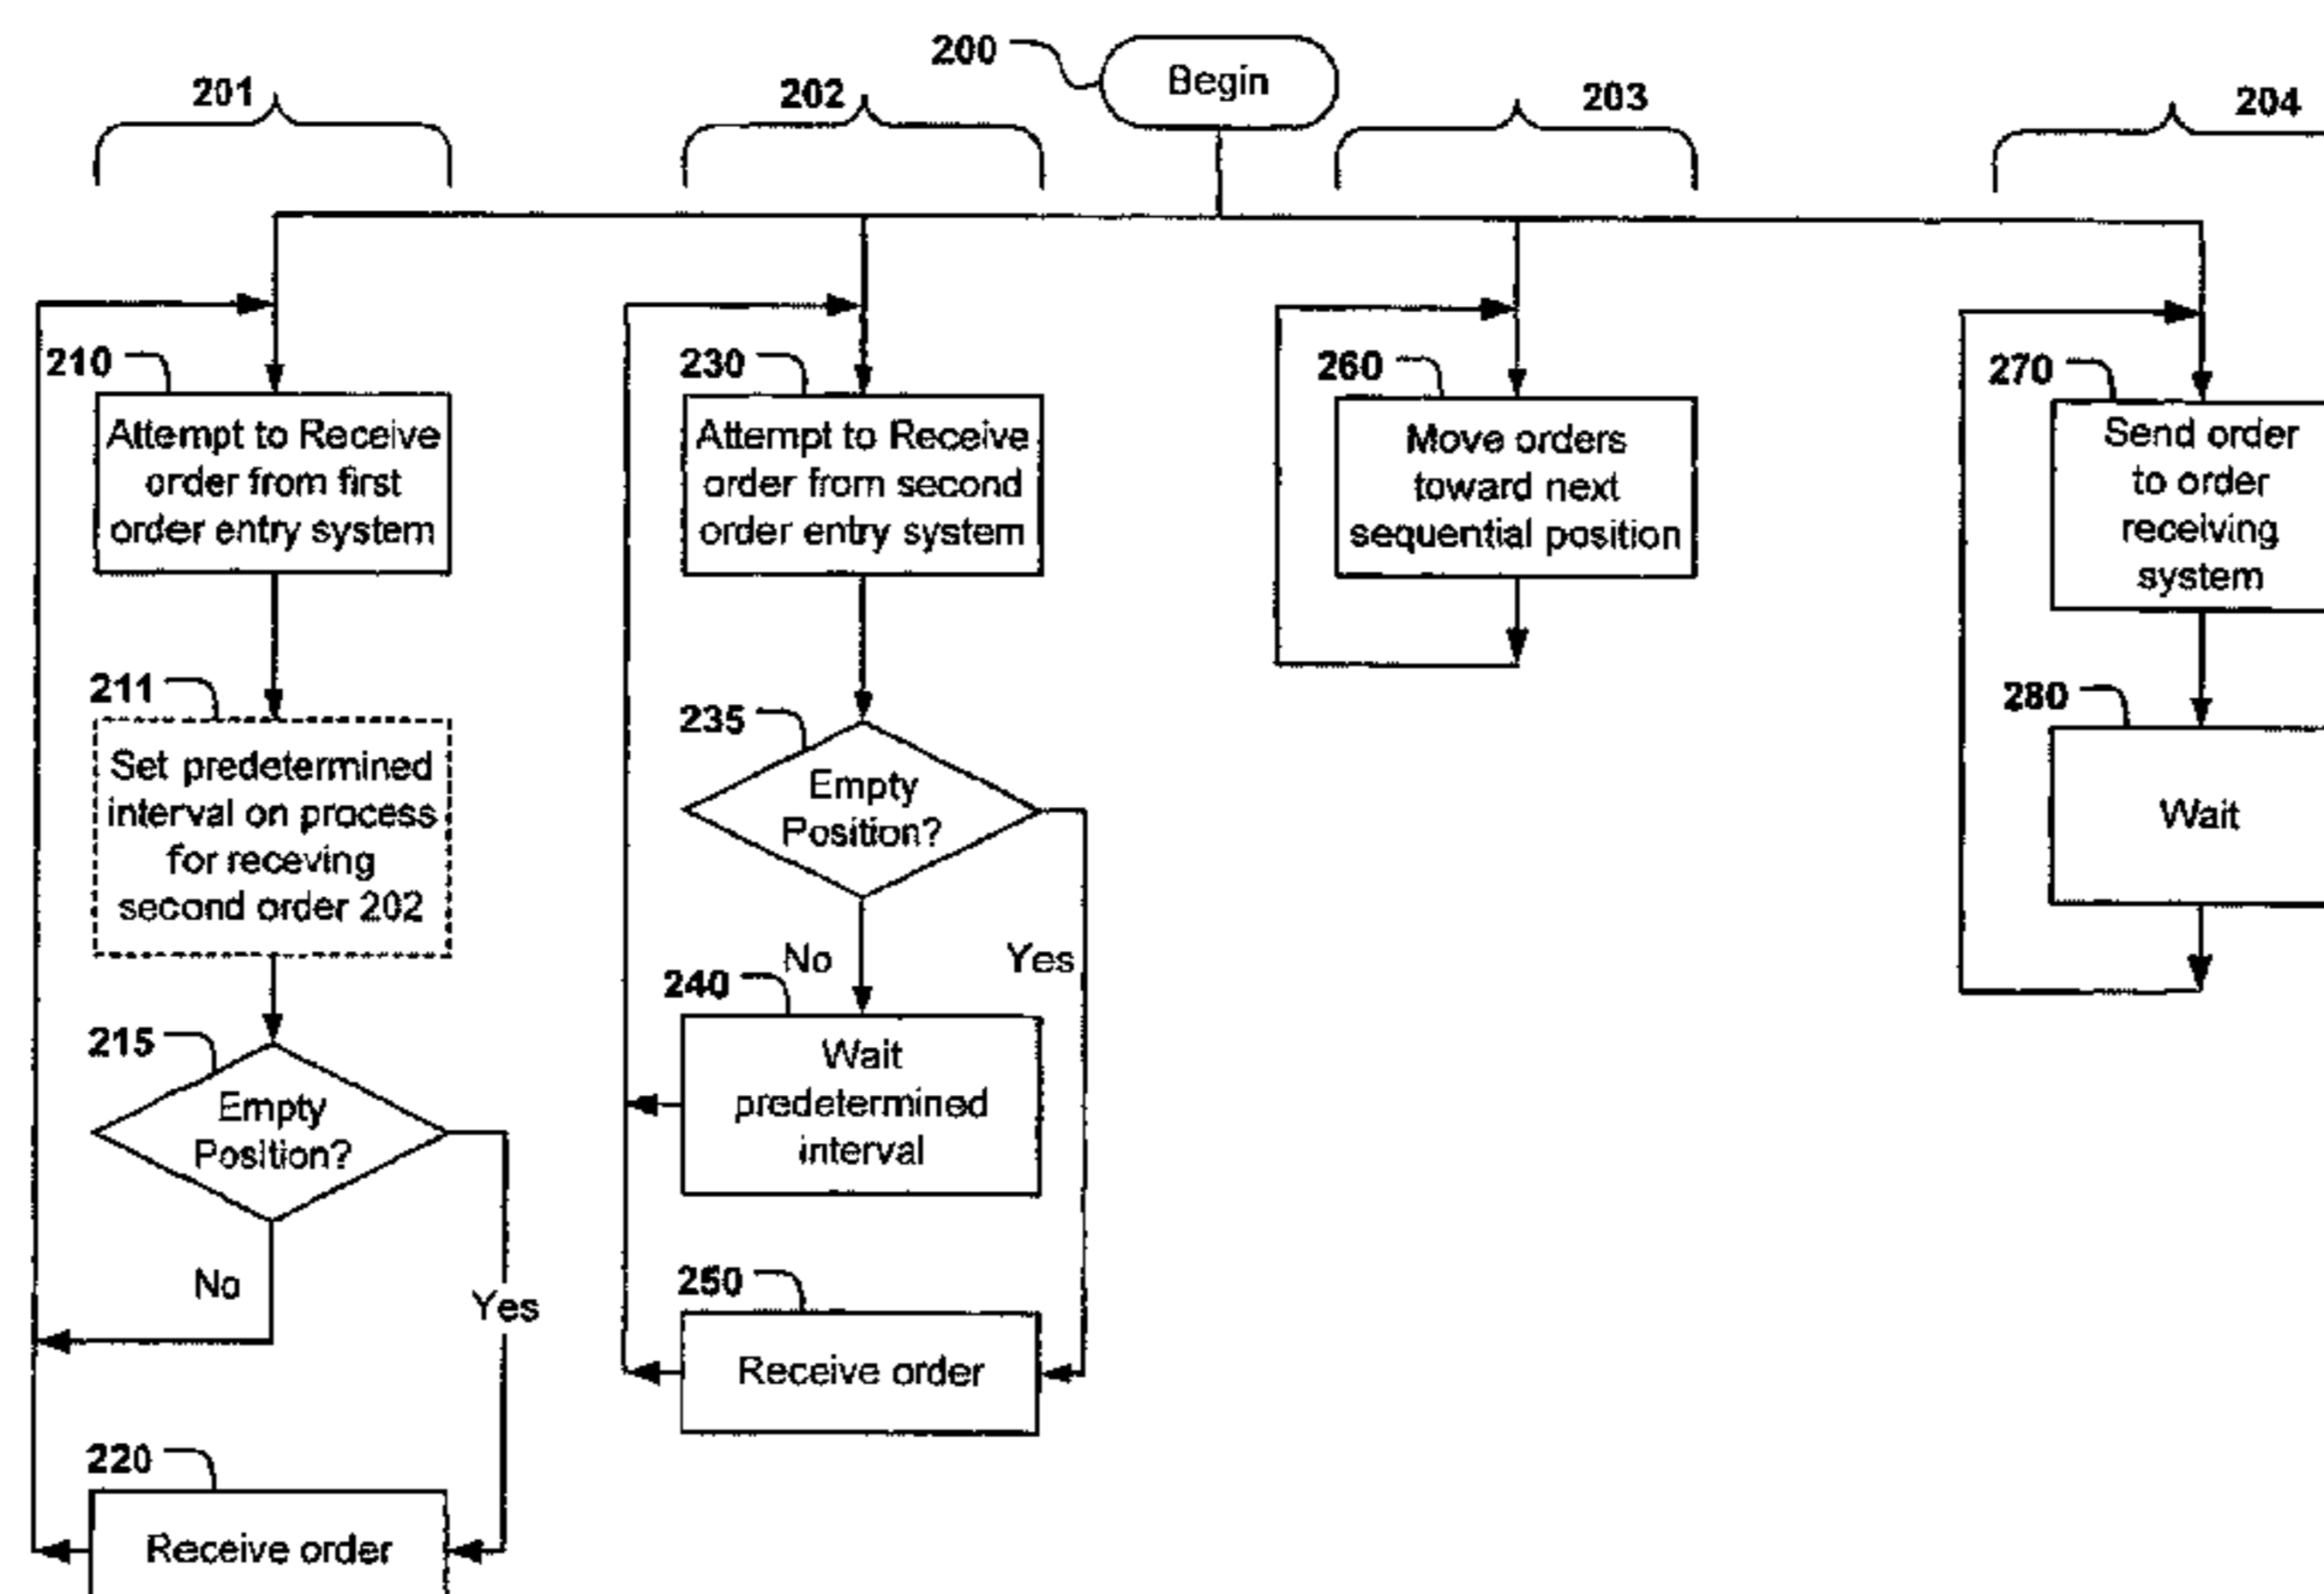 200
Begin
201
202
203
204
210
Attempt to Receive
order from first
order entry system
230
Attempt to Receive
order from second
order entry system
260
Move orders
toward next
sequential position
270
Send order
to order
receiving
system
211
Set predetermined
interval on process
for receving
second order 202
235
Empty
Position?
280
Wait
No
Yes
240
Wait
predetermined
interval
215
Empty
Position?
No
Yes
250
Receive order
220
Receive order